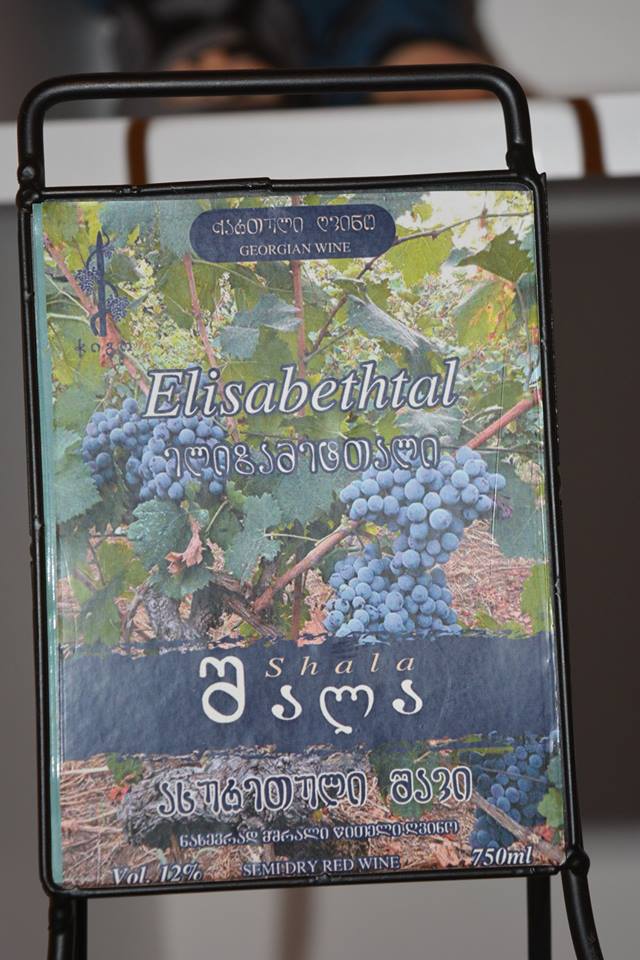 ქართული ღვინო
GEORGIAN WINE
Elisabethtal
ელიზაბეტთალი
Shala
შალა
ასურეთული შავი
ნახევრად მშრალი წითელი ღვინო
Vol. 12% SEMI DRY RED WINE 750ml